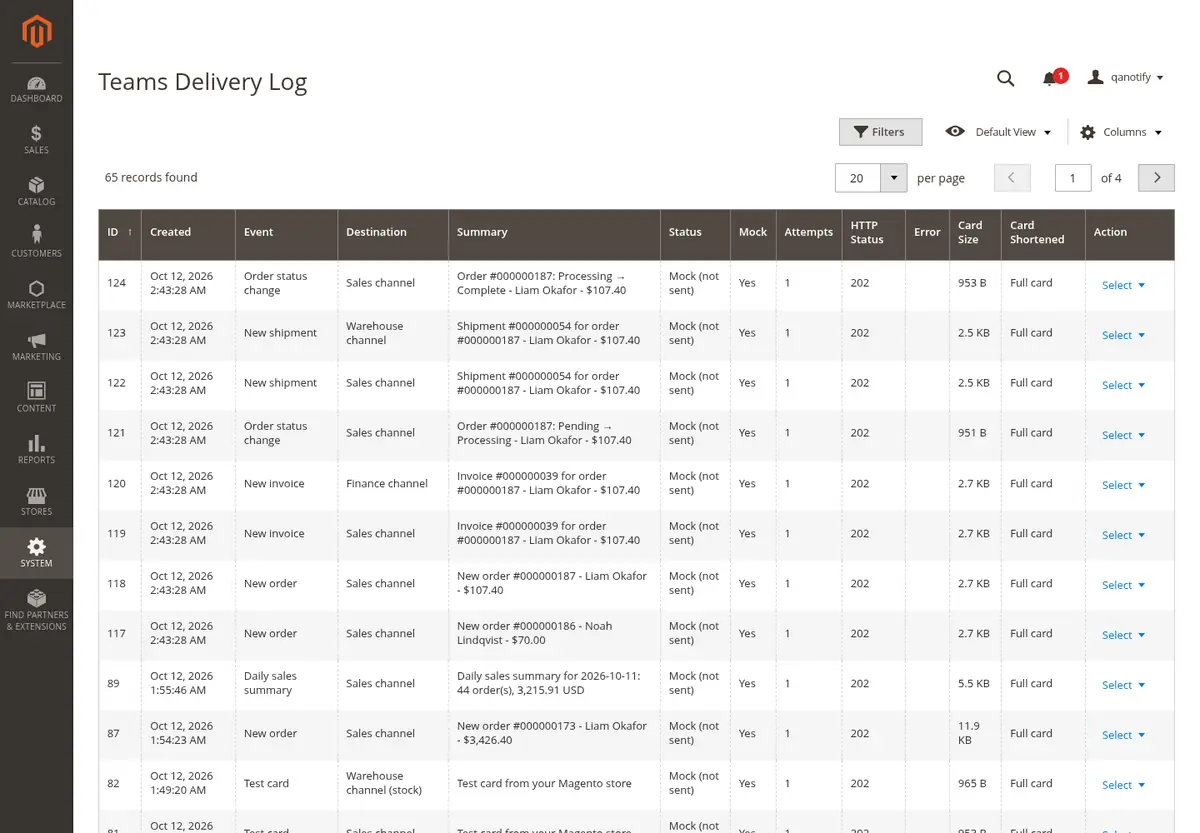 Teams Delivery Log
1
qanotify
Filters
Default View
Columns
65 records found
20
per page
1
of 4
DASHBOARD
SALES
CATALOG
CUSTOMERS
MARKETPLACE
MARKETING
CONTENT
REPORTS
STORES
SYSTEM
FIND PARTNERS
& EXTENSIONS
ID ↑ Created Event Destination Summary Status Mock Attempts HTTP Status Error Card Size Card Shortened Action
124 Oct 12, 2026 2:43:28 AM Order status change Sales channel Order #000000187: Processing → Complete - Liam Okafor - $107.40 Mock (not sent) Yes 1 202 953 B Full card Select
123 Oct 12, 2026 2:43:28 AM New shipment Warehouse channel Shipment #000000054 for order #000000187 - Liam Okafor - $107.40 Mock (not sent) Yes 1 202 2.5 KB Full card Select
122 Oct 12, 2026 2:43:28 AM New shipment Sales channel Shipment #000000054 for order #000000187 - Liam Okafor - $107.40 Mock (not sent) Yes 1 202 2.5 KB Full card Select
121 Oct 12, 2026 2:43:28 AM Order status change Sales channel Order #000000187: Pending → Processing - Liam Okafor - $107.40 Mock (not sent) Yes 1 202 951 B Full card Select
120 Oct 12, 2026 2:43:28 AM New invoice Finance channel Invoice #000000039 for order #000000187 - Liam Okafor - $107.40 Mock (not sent) Yes 1 202 2.7 KB Full card Select
119 Oct 12, 2026 2:43:28 AM New invoice Sales channel Invoice #000000039 for order #000000187 - Liam Okafor - $107.40 Mock (not sent) Yes 1 202 2.7 KB Full card Select
118 Oct 12, 2026 2:43:28 AM New order Sales channel New order #000000187 - Liam Okafor - $107.40 Mock (not sent) Yes 1 202 2.7 KB Full card Select
117 Oct 12, 2026 2:43:28 AM New order Sales channel New order #000000186 - Noah Lindqvist - $70.00 Mock (not sent) Yes 1 202 2.7 KB Full card Select
89 Oct 12, 2026 1:55:46 AM Daily sales summary Sales channel Daily sales summary for 2026-10-11: 44 order(s), 3,215.91 USD Mock (not sent) Yes 1 202 5.5 KB Full card Select
87 Oct 12, 2026 1:54:23 AM New order Sales channel New order #000000173 - Liam Okafor - $3,426.40 Mock (not sent) Yes 1 202 11.9 KB Full card Select
82 Oct 12, 2026 1:49:20 AM Test card Warehouse channel (stock) Test card from your Magento store Mock (not sent) Yes 1 202 965 B Full card Select
Oct 12, 2026 Mock (not